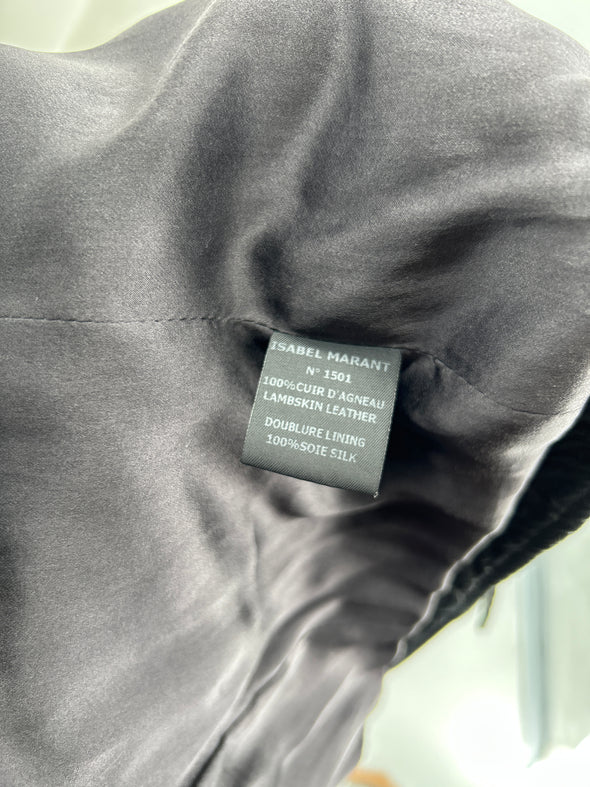 ISABEL MARANT
N° 1501
100%CUIR D'AGNEAU
LAMBSKIN LEATHER
DOUBLURE LINING
100%SOIE SILK